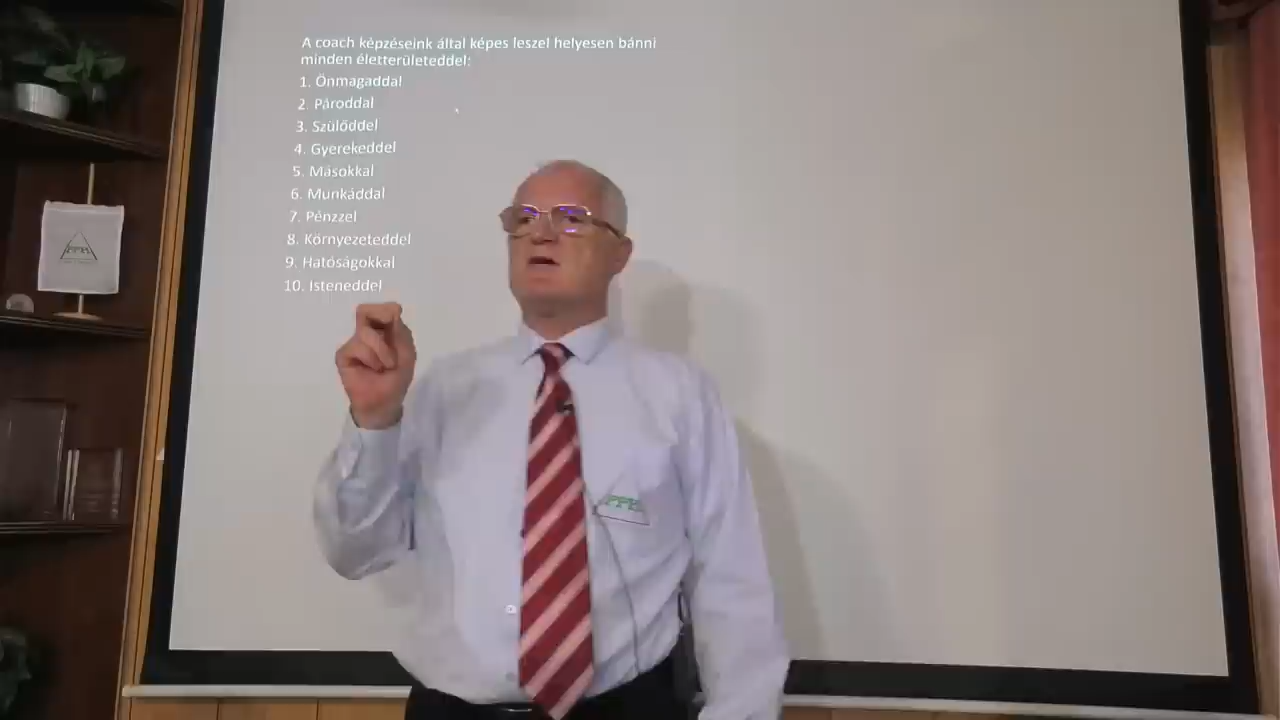 A coach képzéseink által képes leszel helyesen bánni
minden életterületeddel:
1. Önmagaddal
2. Pároddal
3. Szülőddel
4. Gyerekeddel
5. Másokkal
6. Munkáddal
7. Pénzzel
8. Környezeteddel
9. Hatóságokkal
10. Isteneddel